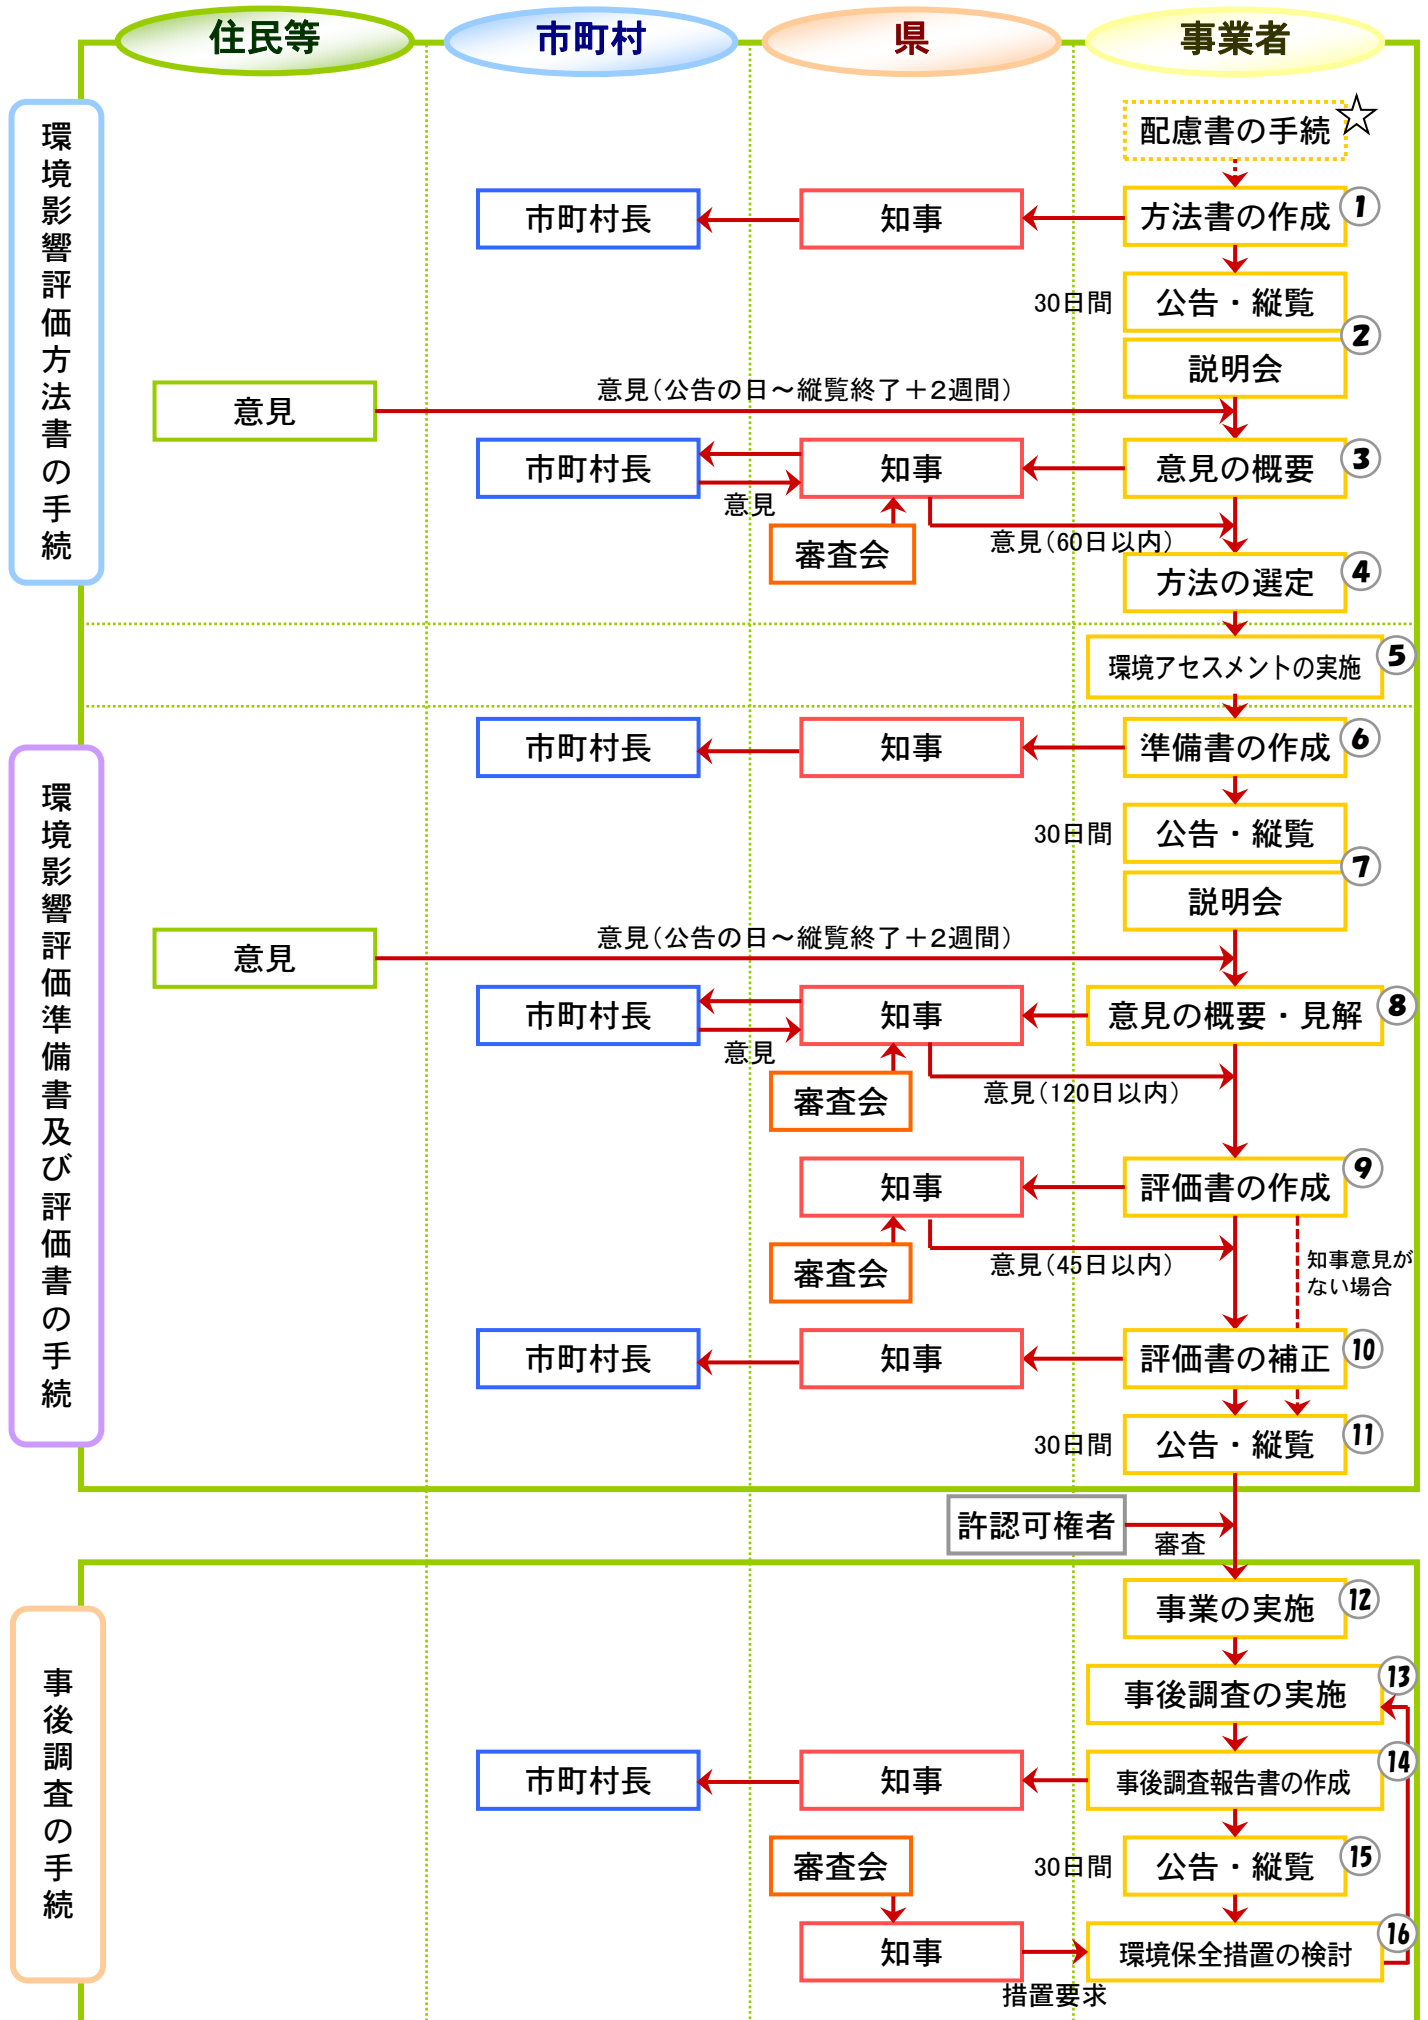 住民等
市町村
県
事業者
環境影響評価方法書の手続
配慮書の手続
☆
市町村長
知事
方法書の作成
1
30日間
公告・縦覧
2
説明会
意見
意見(公告の日～縦覧終了＋2週間)
市町村長
知事
意見の概要
3
意見
審査会
意見(60日以内)
方法の選定
4
環境アセスメントの実施
5
環境影響評価準備書及び評価書の手続
市町村長
知事
準備書の作成
6
30日間
公告・縦覧
7
説明会
意見
意見(公告の日～縦覧終了＋2週間)
市町村長
知事
意見の概要・見解
8
意見
審査会
意見(120日以内)
知事
評価書の作成
9
審査会
意見(45日以内)
知事意見が
ない場合
市町村長
知事
評価書の補正
10
30日間
公告・縦覧
11
許認可権者
審査
事後調査の手続
事業の実施
12
事後調査の実施
13
市町村長
知事
事後調査報告書の作成
14
審査会
30日間
公告・縦覧
15
知事
環境保全措置の検討
16
措置要求